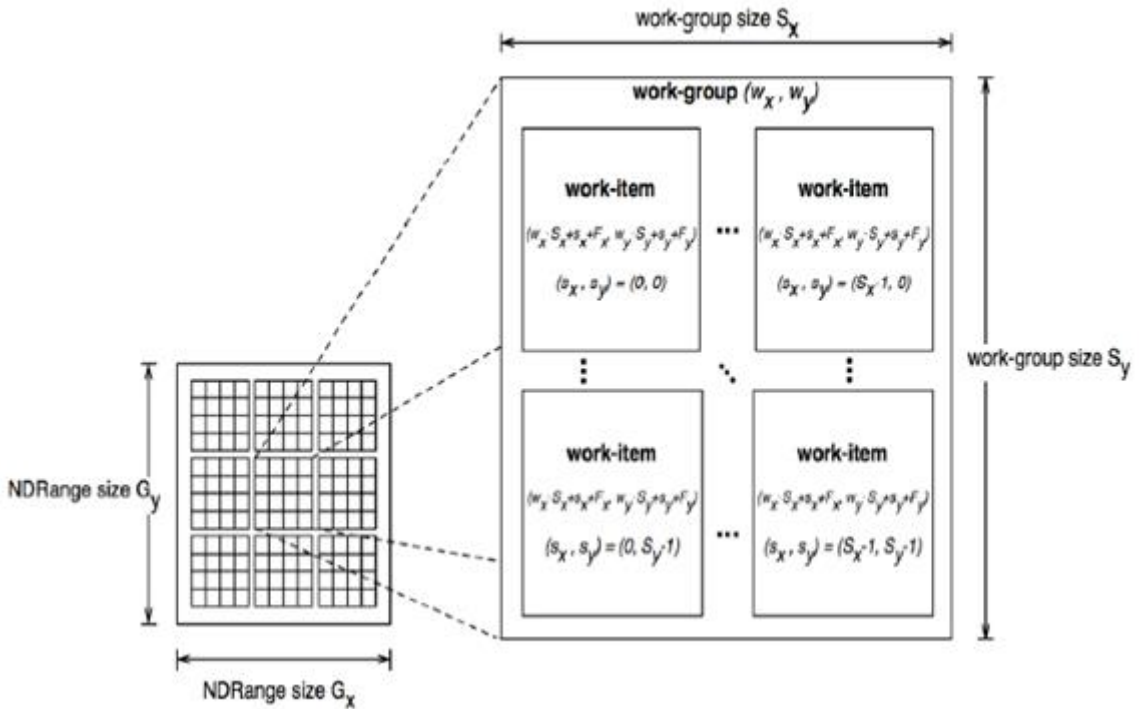 work-group size Sx
work-group (wx , wy)
work-item
(wx·Sx+sx+Fx, wy·Sy+sy+Fy)
(sx , sy) = (0, 0)
...
work-item
(wx·Sx+sx+Fx, wy·Sy+sy+Fy)
(sx , sy) = (Sx-1, 0)
work-group size Sy
work-item
(wx·Sx+sx+Fx, wy·Sy+sy+Fy)
(sx , sy) = (0, Sy-1)
...
work-item
(wx·Sx+sx+Fx, wy·Sy+sy+Fy)
(sx , sy) = (Sx-1, Sy-1)
NDRange size Gy
NDRange size Gx